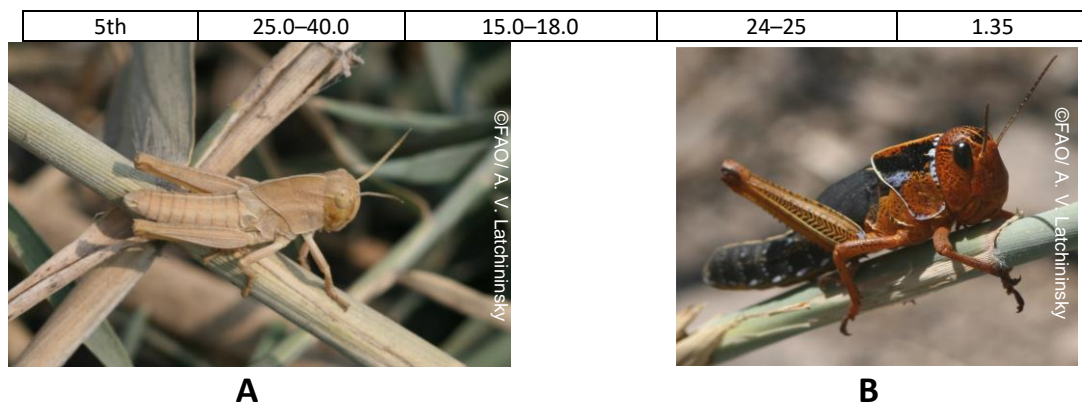 5th 25.0–40.0 15.0–18.0 24–25 1.35
©FAO/ A. V. Latchininsky
©FAO/ A. V. Latchininsky
A
B